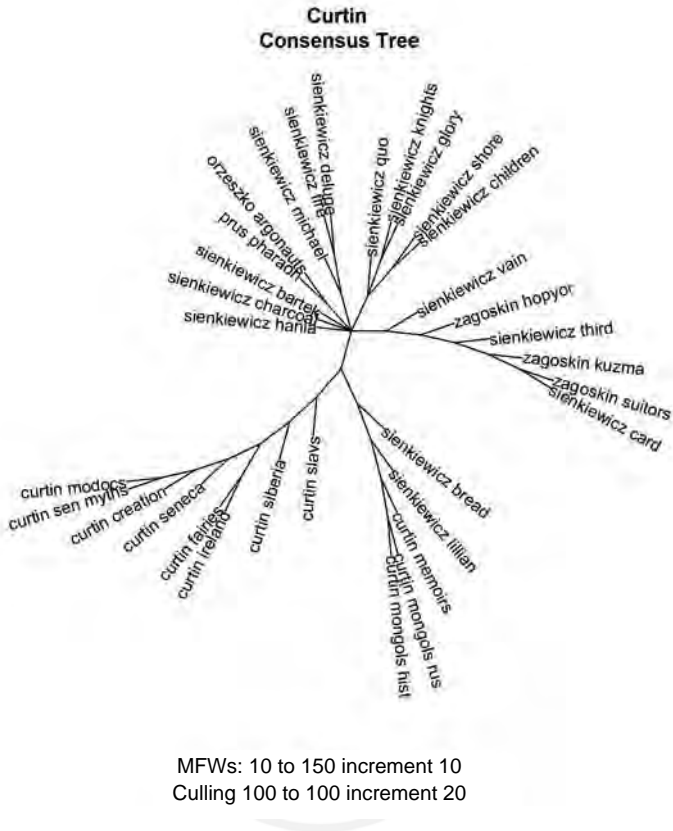 Curtin
Consensus Tree
sienkiewicz deluge
sienkiewicz fire
sienkiewicz michael
orzeszko argonauts
prus pharaoh
sienkiewicz bartek
sienkiewicz charcoal
sienkiewicz hania
sienkiewicz quo
sienkiewicz knights
sienkiewicz glory
sienkiewicz shore
sienkiewicz children
sienkiewicz vain
zagoskin hopyor
sienkiewicz third
zagoskin kuzma
zagoskin suitors
sienkiewicz card
sienkiewicz bread
sienkiewicz lillian
curtin memoirs
curtin mongols rus
curtin mongols hist
curtin slavs
curtin siberia
curtin ireland
curtin fairies
curtin seneca
curtin creation
curtin sen myths
curtin modocs
MFWs: 10 to 150 increment 10
Culling 100 to 100 increment 20